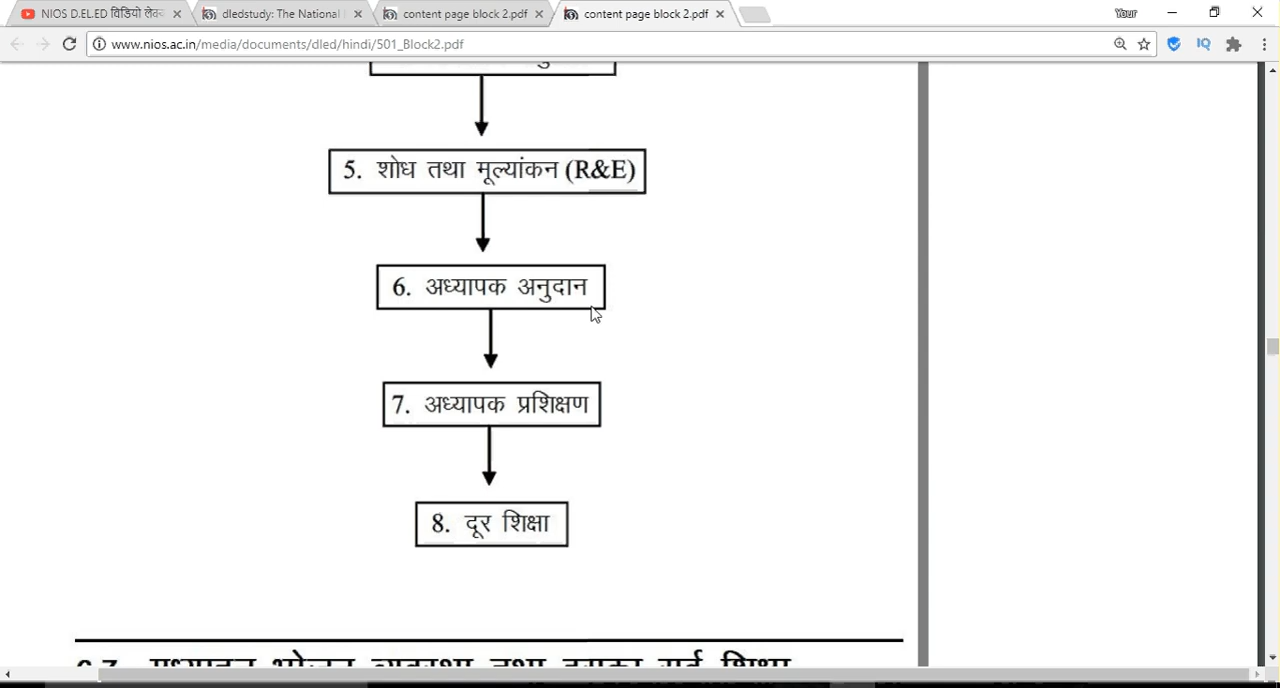 NIOS D.EL.ED विडियो लेक्च
dledstudy: The National
content page block 2.pdf
content page block 2.pdf
Your
www.nios.ac.in/media/documents/dled/hindi/501_Block2.pdf
IQ
5. शोध तथा मूल्यांकन (R&E)
6. अध्यापक अनुदान
7. अध्यापक प्रशिक्षण
8. दूर शिक्षा